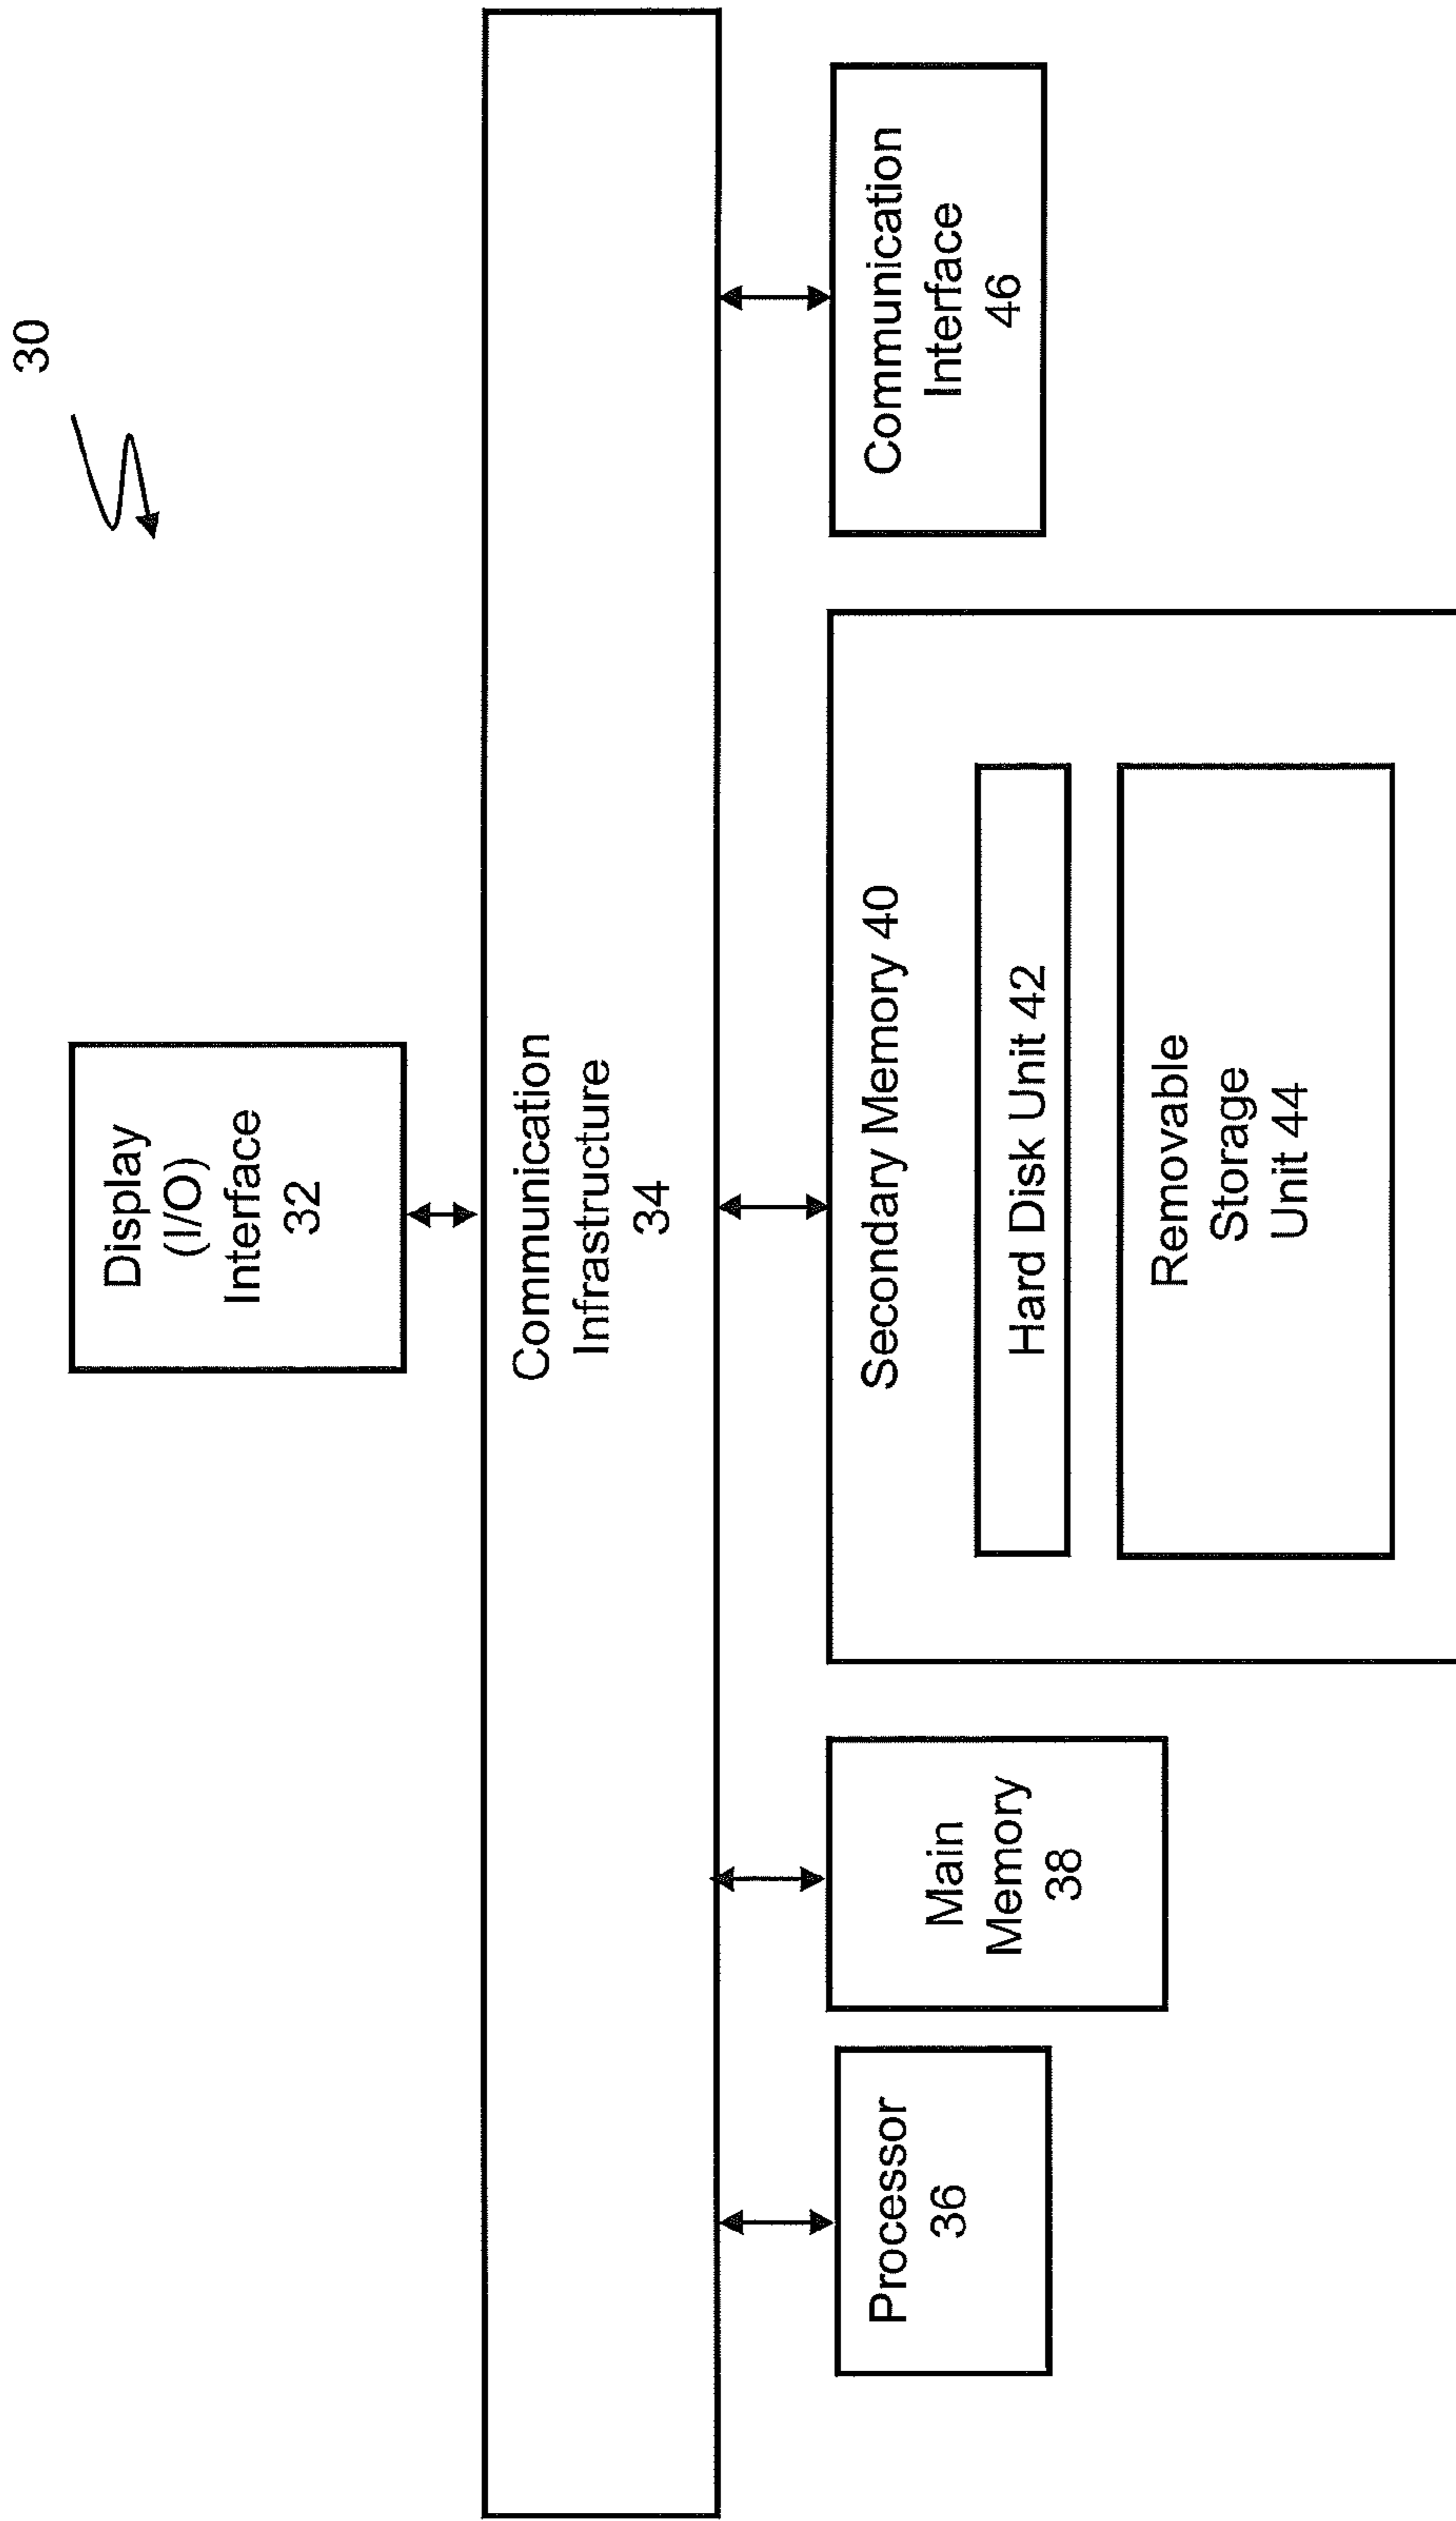 30
Display
(I/O)
Interface
32
Communication
Infrastructure
34
Processor
36
Main
Memory
38
Secondary Memory 40
Hard Disk Unit 42
Removable
Storage
Unit 44
Communication
Interface
46